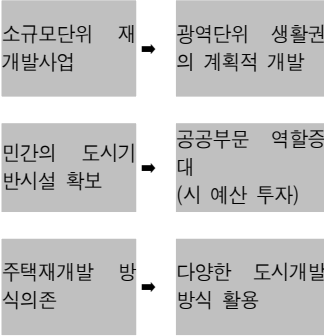 소규모단위 재
개발사업
➡
광역단위 생활권
의 계획적 개발
민간의 도시기
반시설 확보
➡
공공부문 역할증
대
(시 예산 투자)
주택재개발 방
식의존
➡
다양한 도시개발
방식 활용